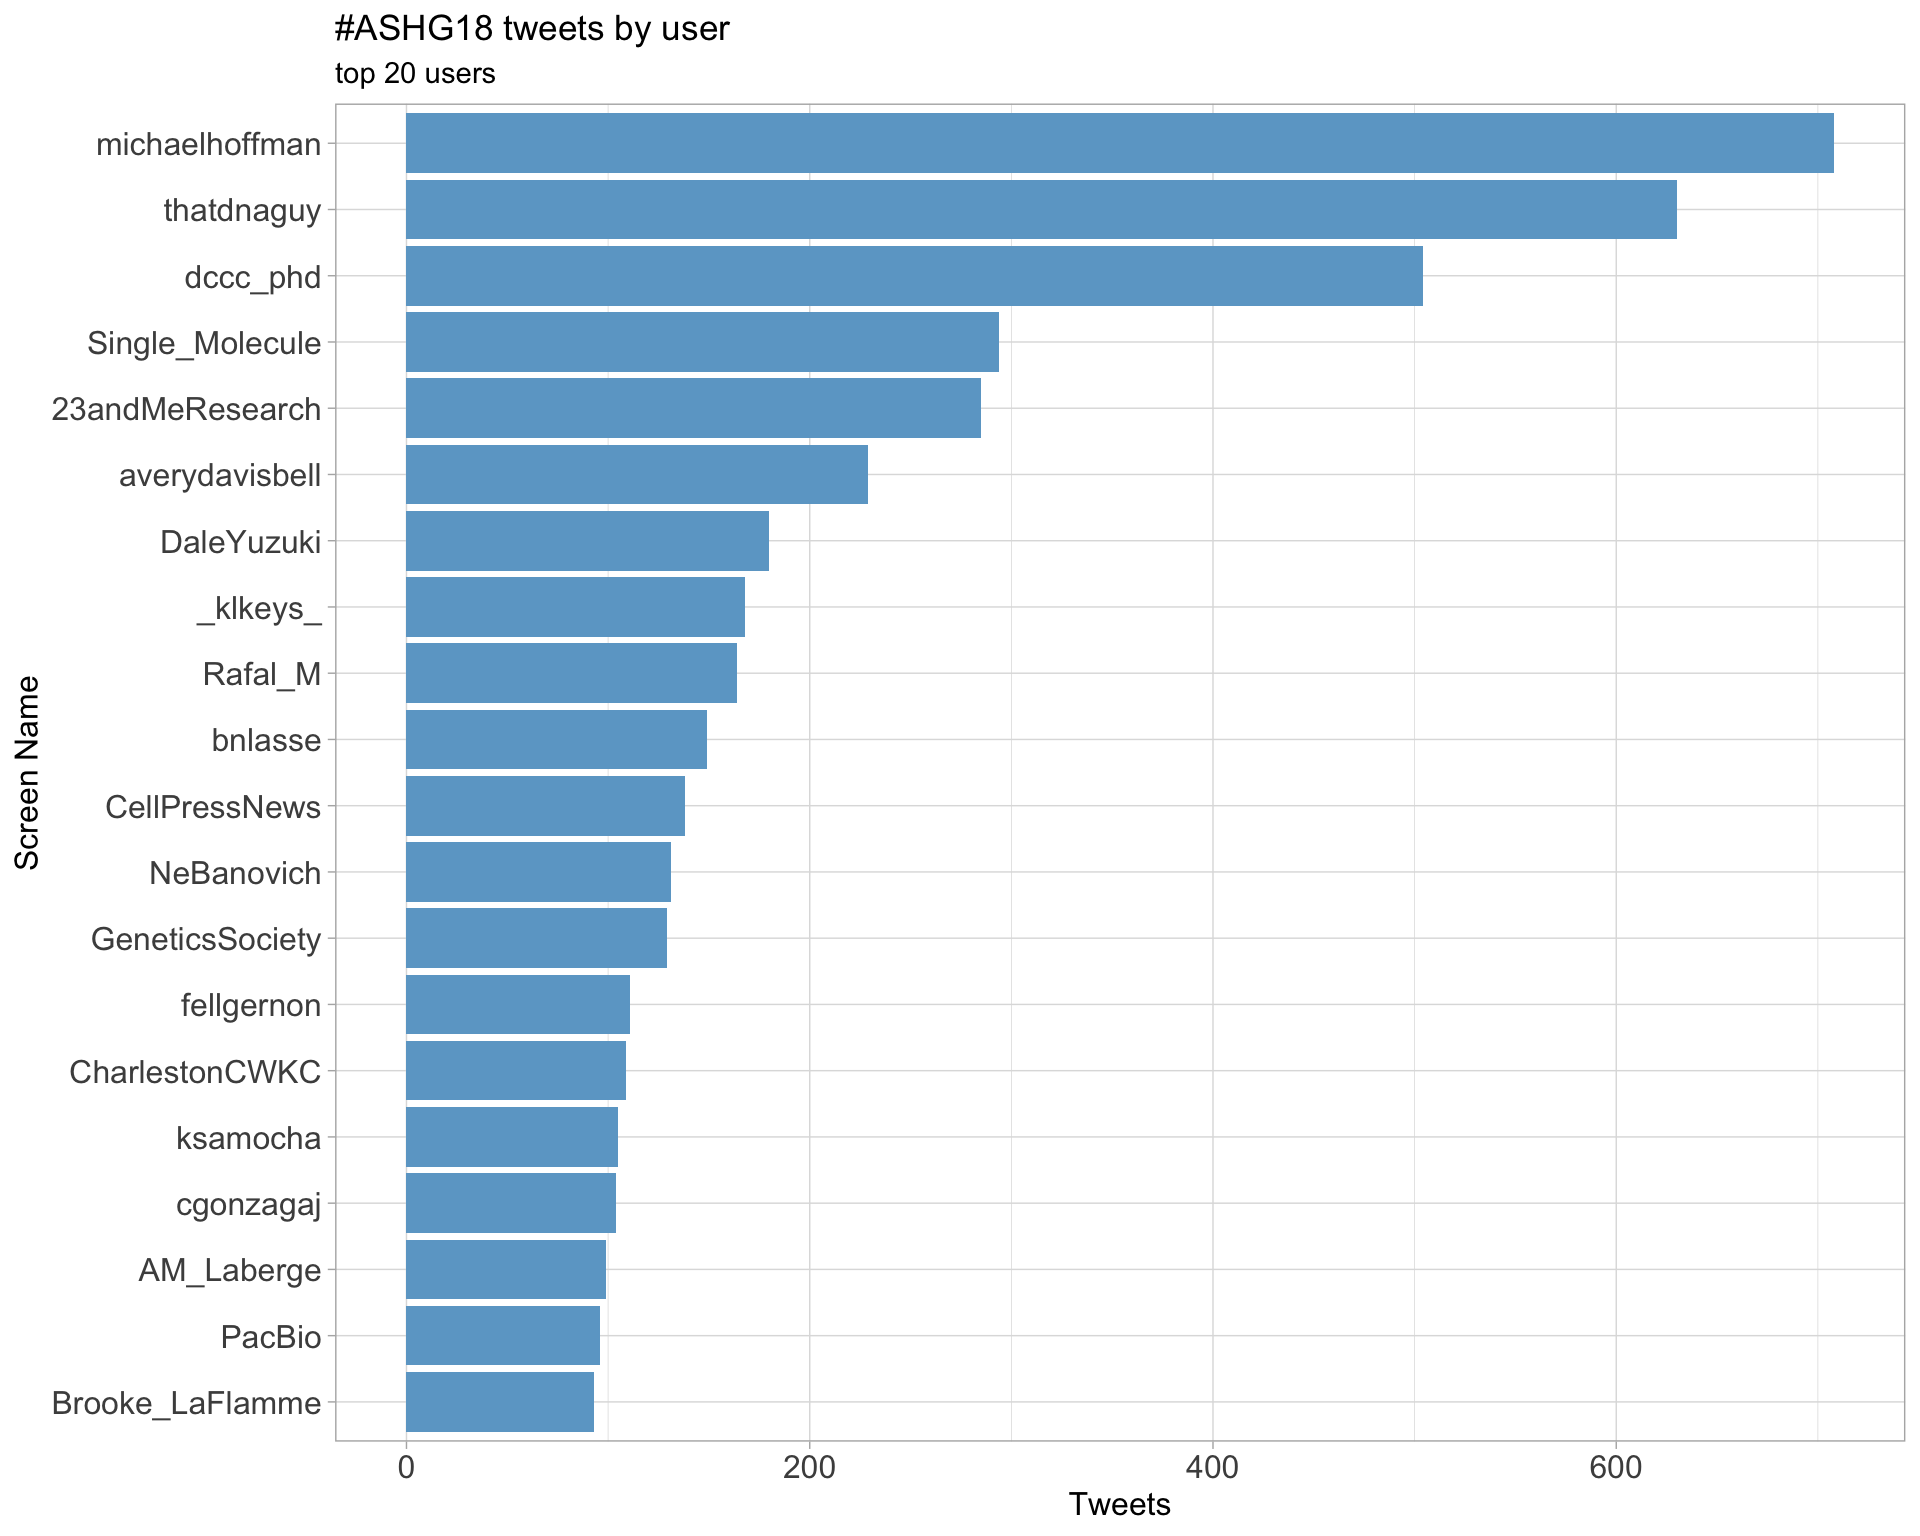 #ASHG18 tweets by user
top 20 users
michaelhoffman
thatdnaguy
dccc_phd
Single_Molecule
23andMeResearch
averydavisbell
DaleYuzuki
_klkeys_
Rafal_M
bnlasse
CellPressNews
NeBanovich
GeneticsSociety
fellgernon
CharlestonCWKC
ksamocha
cgonzagaj
AM_Laberge
PacBio
Brooke_LaFlamme
Screen Name
0 200 400 600
Tweets